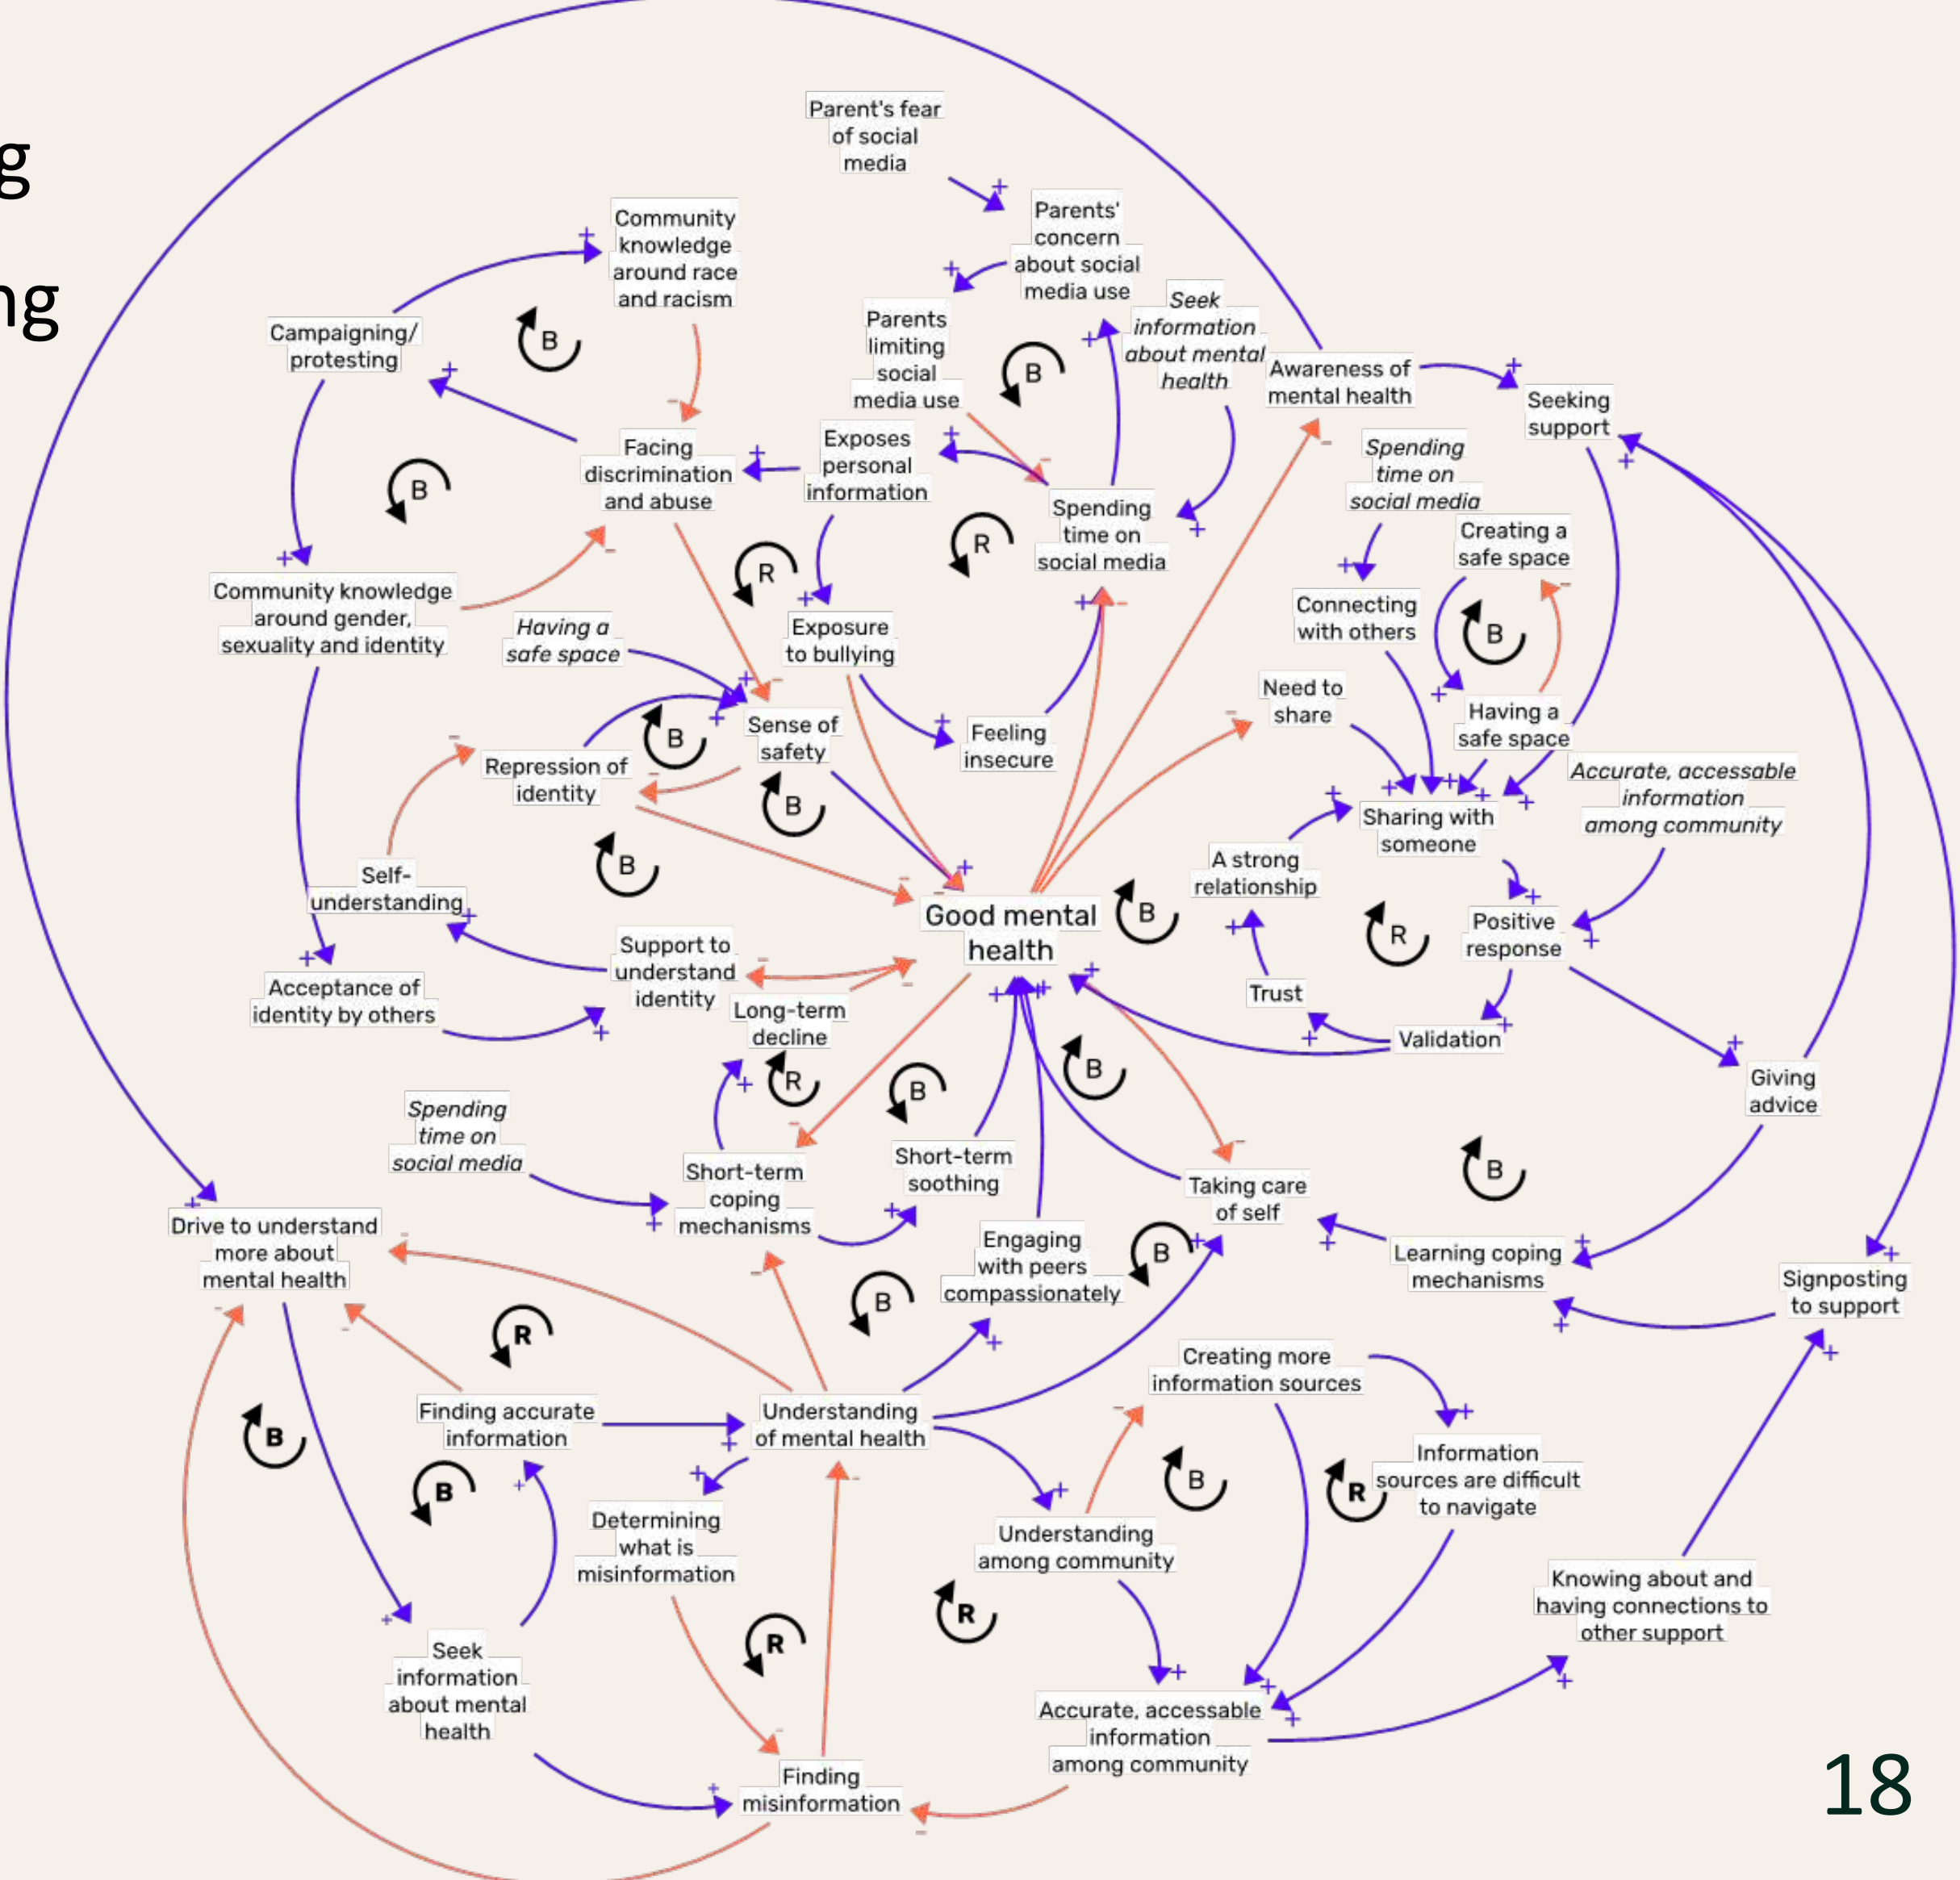 g
ng
Parent's fear
of social
media
Parents'
concern
about social
media use
Community
knowledge
around race
and racism
Campaigning/
protesting
Parents
limiting
social
media use
Seek
information
about mental
health
Awareness of
mental health
Seeking
support
B
B
B
Facing
discrimination
and abuse
Exposes
personal
information
Spending
time on
social media
Spending
time on
social media
Creating a
safe space
R
R
Community knowledge
around gender,
sexuality and identity
Having a
safe space
Exposure
to bullying
Connecting
with others
B
Need to
share
Having a
safe space
Sense of
safety
Feeling
insecure
B
Repression of
identity
B
B
Accurate, accessable
information
among community
Sharing with
someone
A strong
relationship
Self-
understanding
Good mental
health
B
R
Positive
response
Support to
understand
identity
Acceptance of
identity by others
Long-term
decline
Trust
Validation
R
B
B
Giving
advice
Spending
time on
social media
Short-term
coping
mechanisms
Short-term
soothing
Taking care
of self
B
Drive to understand
more about
mental health
Engaging
with peers
compassionately
B
Learning coping
mechanisms
Signposting
to support
B
R
Creating more
information sources
Finding accurate
information
Understanding
of mental health
B
B
B
R
Information
sources are difficult
to navigate
Determining
what is
misinformation
Understanding
among community
Knowing about and
having connections to
other support
R
R
Seek
information
about mental
health
Accurate, accessable
information
among community
Finding
misinformation
18